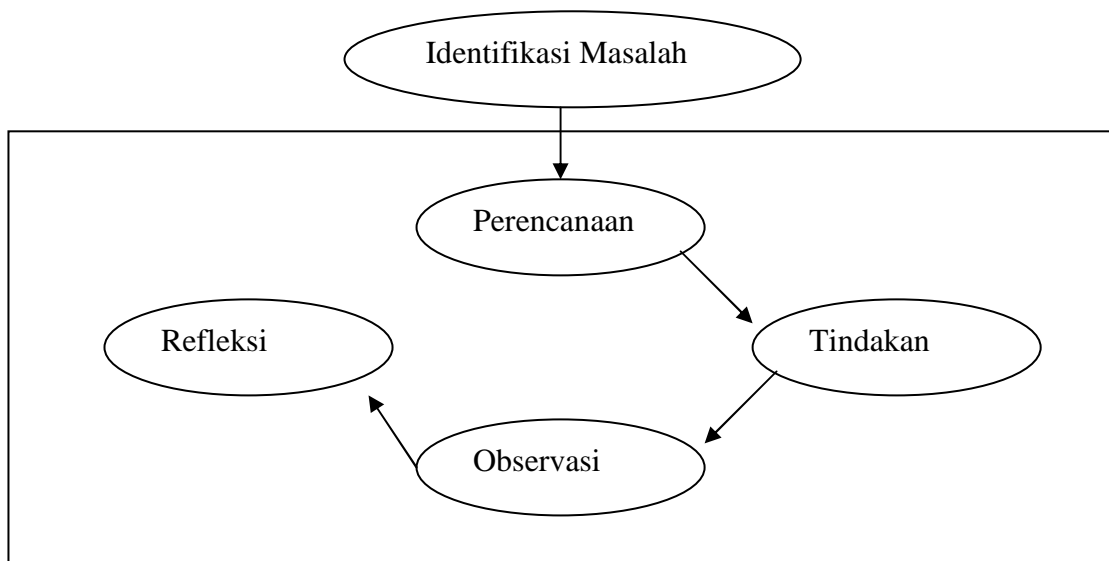 Identifikasi Masalah
Perencanaan
Refleksi
Tindakan
Observasi